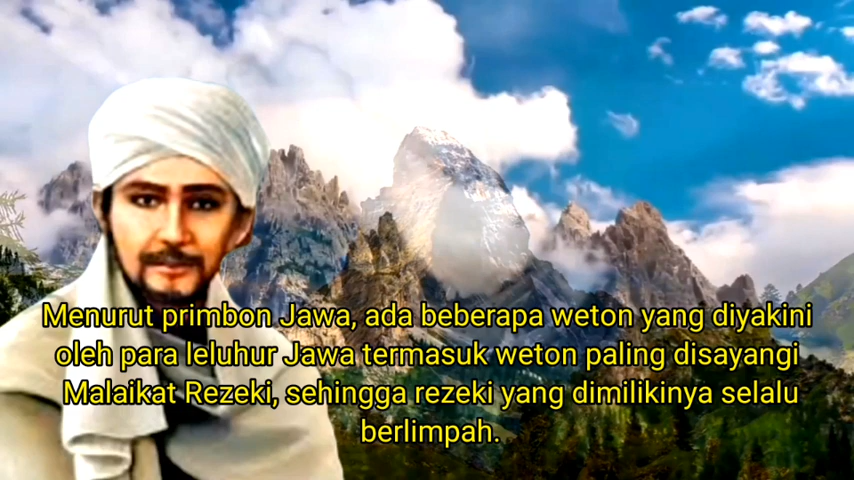 Menurut primbon Jawa, ada beberapa weton yang diyakini
oleh para leluhur Jawa termasuk weton paling disayangi
Malaikat Rezeki, sehingga rezeki yang dimilikinya selalu
berlimpah.